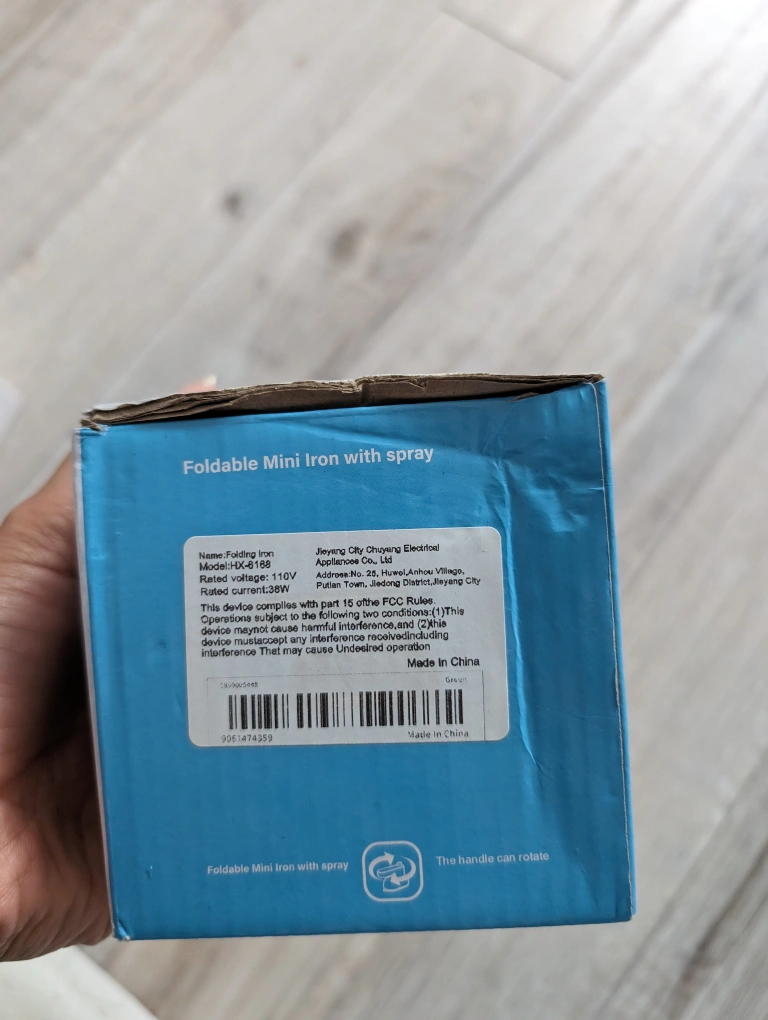 Foldable Mini Iron with spray
Name:Folding Iron
Model:HX-6168
Rated voltage: 110V
Rated current:36W
Jieyang City Chuyang Electrical
Appliances Co., Ltd
Address:No. 25, Huwei,Anhou Village,
Putian Town, Jiedong District,Jieyang City
This device complies with part 15 ofthe FCC Rules.
Operations subject to the following two conditions:(1)This
device maynot cause harmful interference,and (2)this
device mustaccept any interference receivedincluding
interference That may cause Undesired operation
Made In China
Green
9061474359
Made In China
Foldable Mini Iron with spray
The handle can rotate